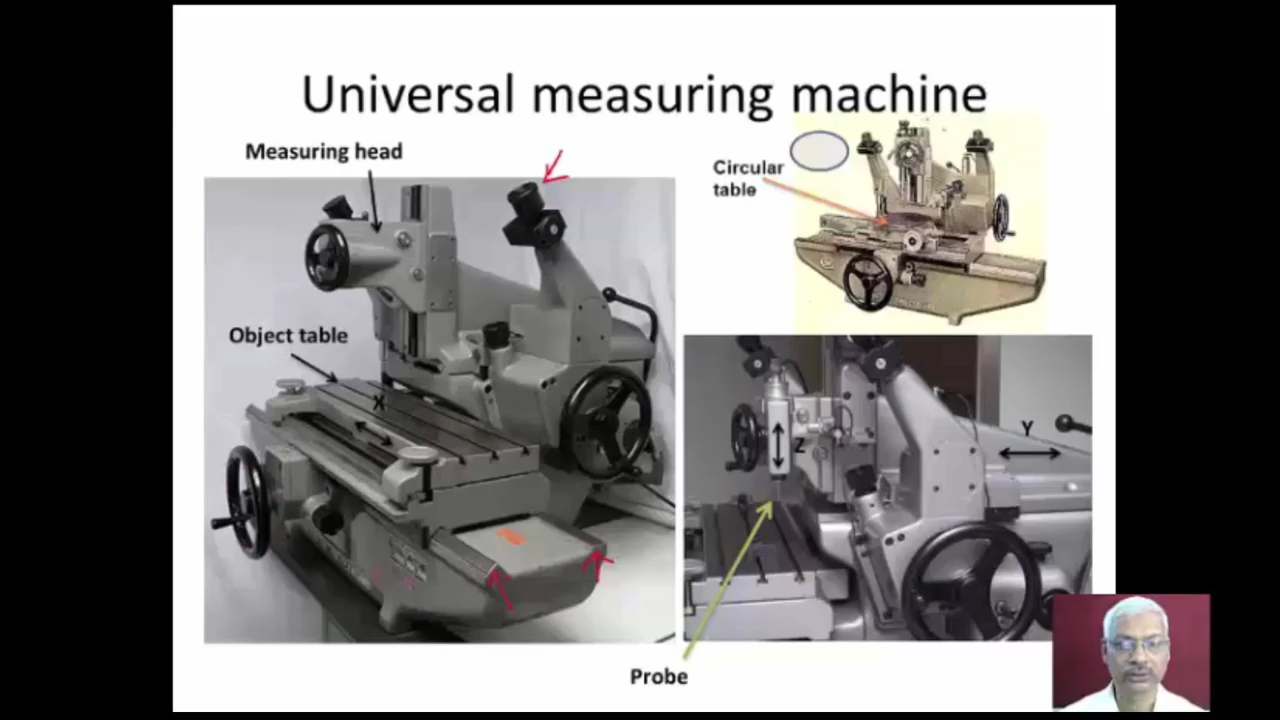 Universal measuring machine
Measuring head
Circular
table
Object table
X
Z
Y
Probe